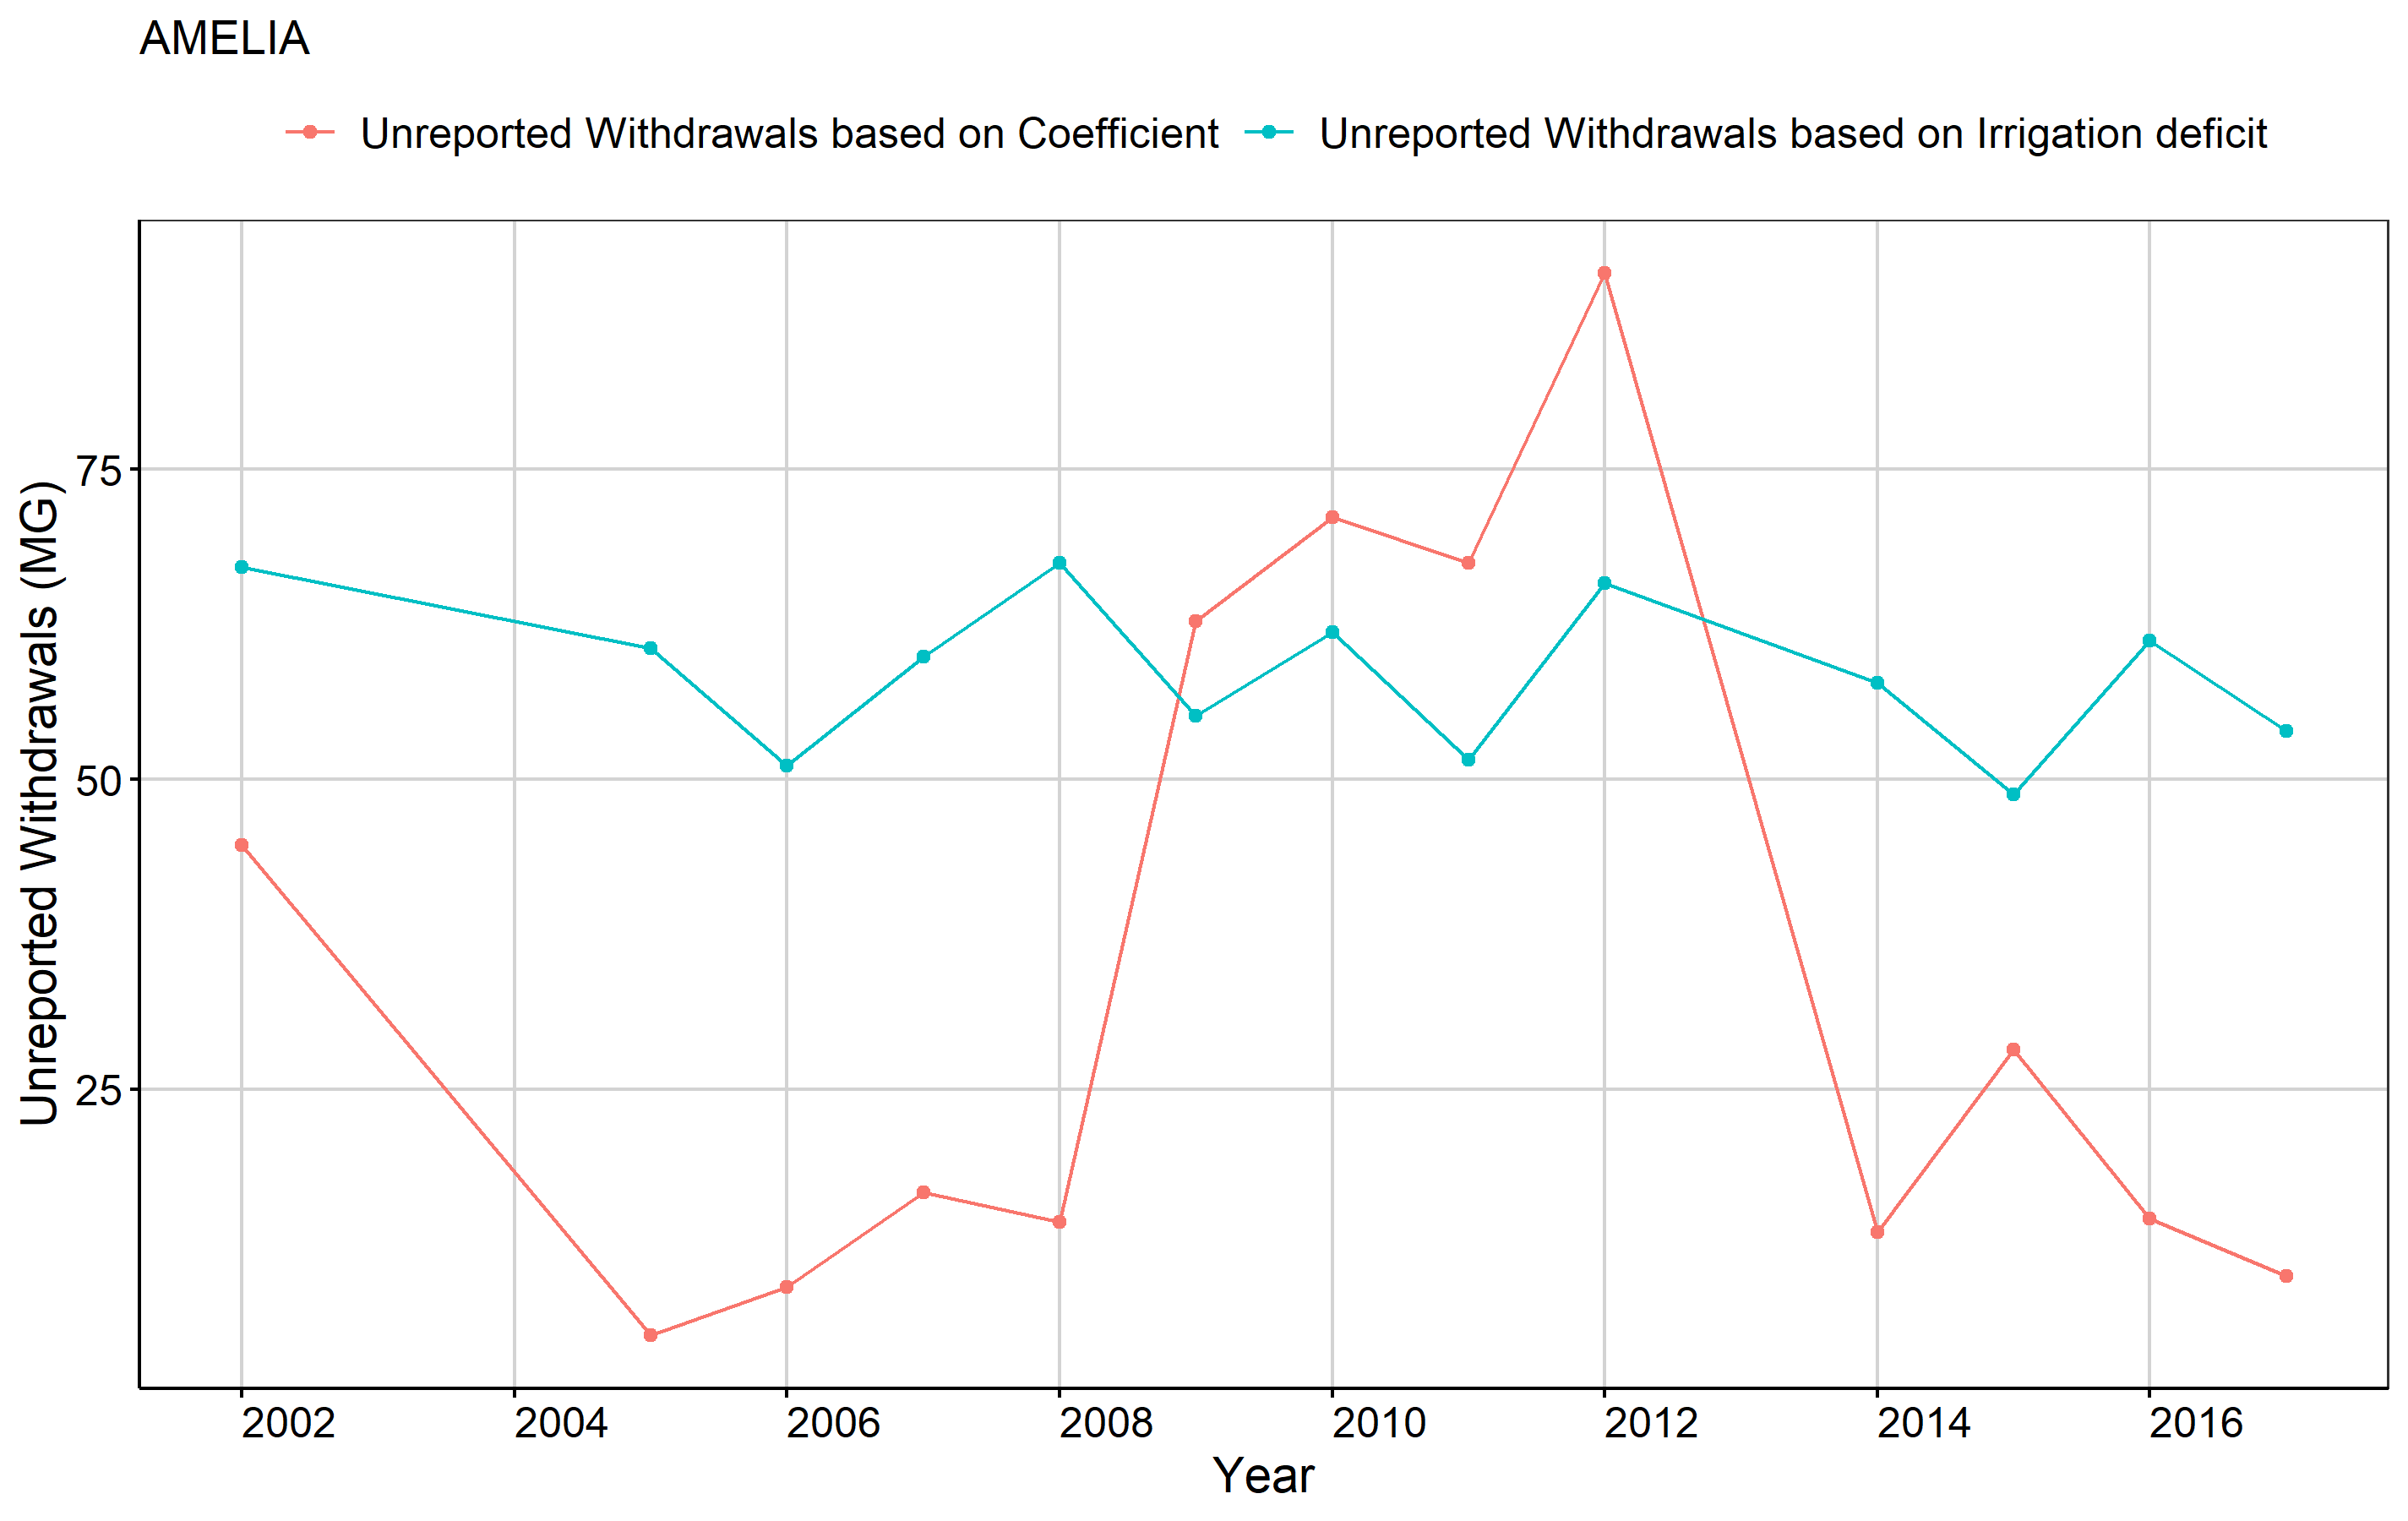 AMELIA
Unreported Withdrawals based on Coefficient Unreported Withdrawals based on Irrigation deficit
Unreported Withdrawals (MG)
75
50
25
2002 2004 2006 2008 2010 2012 2014 2016
Year